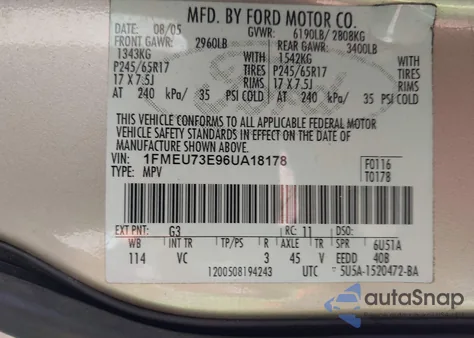 MFD. BY FORD MOTOR CO.
DATE: 08/05 GVWR: 6190LB/ 2808KG
FRONT GAWR: 2960LB REAR GAWR: 3400LB
1343KG WITH 1542KG WITH
P245/65R17 P245/65R17
17 X 7.5J 17 X 7.5J
AT 240 kPa/ 35 PSI COLD AT 240 kPa/ 35 PSI COLD
THIS VEHICLE CONFORMS TO ALL APPLICABLE FEDERAL MOTOR
VEHICLE SAFETY STANDARDS IN EFFECT ON THE DATE OF
MANUFACTURE SHOWN ABOVE.
VIN: 1FMEU73E96UA18178 F0116
TYPE: MPV T0178
EXT PNT: G3 RC: 11 DSO:
WB INT TR TP/PS R AXLE TR SPR 6U51A
114 VC 3 45 V EEDD 40B
1200508194243 UTC 5U5A-1520472-BA
autoSnap